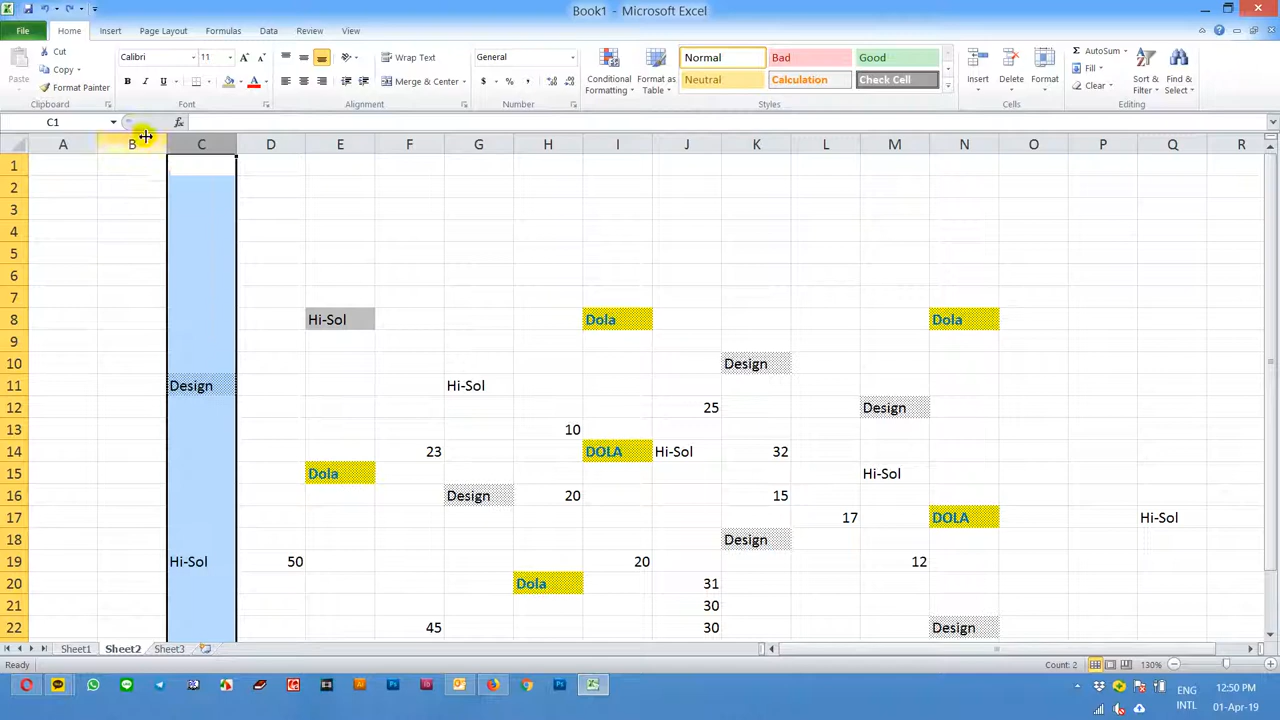 Book1 - Microsoft Excel
File Home Insert Page Layout Formulas Data Review View
Cut
Copy
Format Painter
Paste
Clipboard
Calibri 11
B I U
Font
Wrap Text
Merge & Center
Alignment
General
$ % ,
Number
Conditional Formatting
Format as Table
Normal Bad Good
Neutral Calculation Check Cell
Styles
Insert Delete Format
Cells
AutoSum
Fill
Clear
Sort & Filter
Find & Select
Editing
C1 fx
A B C D E F G H I J K L M N O P Q R
1
2
3
4
5
6
7
8 Hi-Sol Dola Dola
9
10 Design
11 Design Hi-Sol
12 25 Design
13 10
14 23 DOLA Hi-Sol 32
15 Dola Hi-Sol
16 Design 20 15
17 17 DOLA Hi-Sol
18 Design
19 Hi-Sol 50 20 12
20 Dola 31
21 30
22 45 30 Design
Sheet1 Sheet2 Sheet3
Ready Count: 2 130%
ENG 12:50 PM
INTL 01-Apr-19